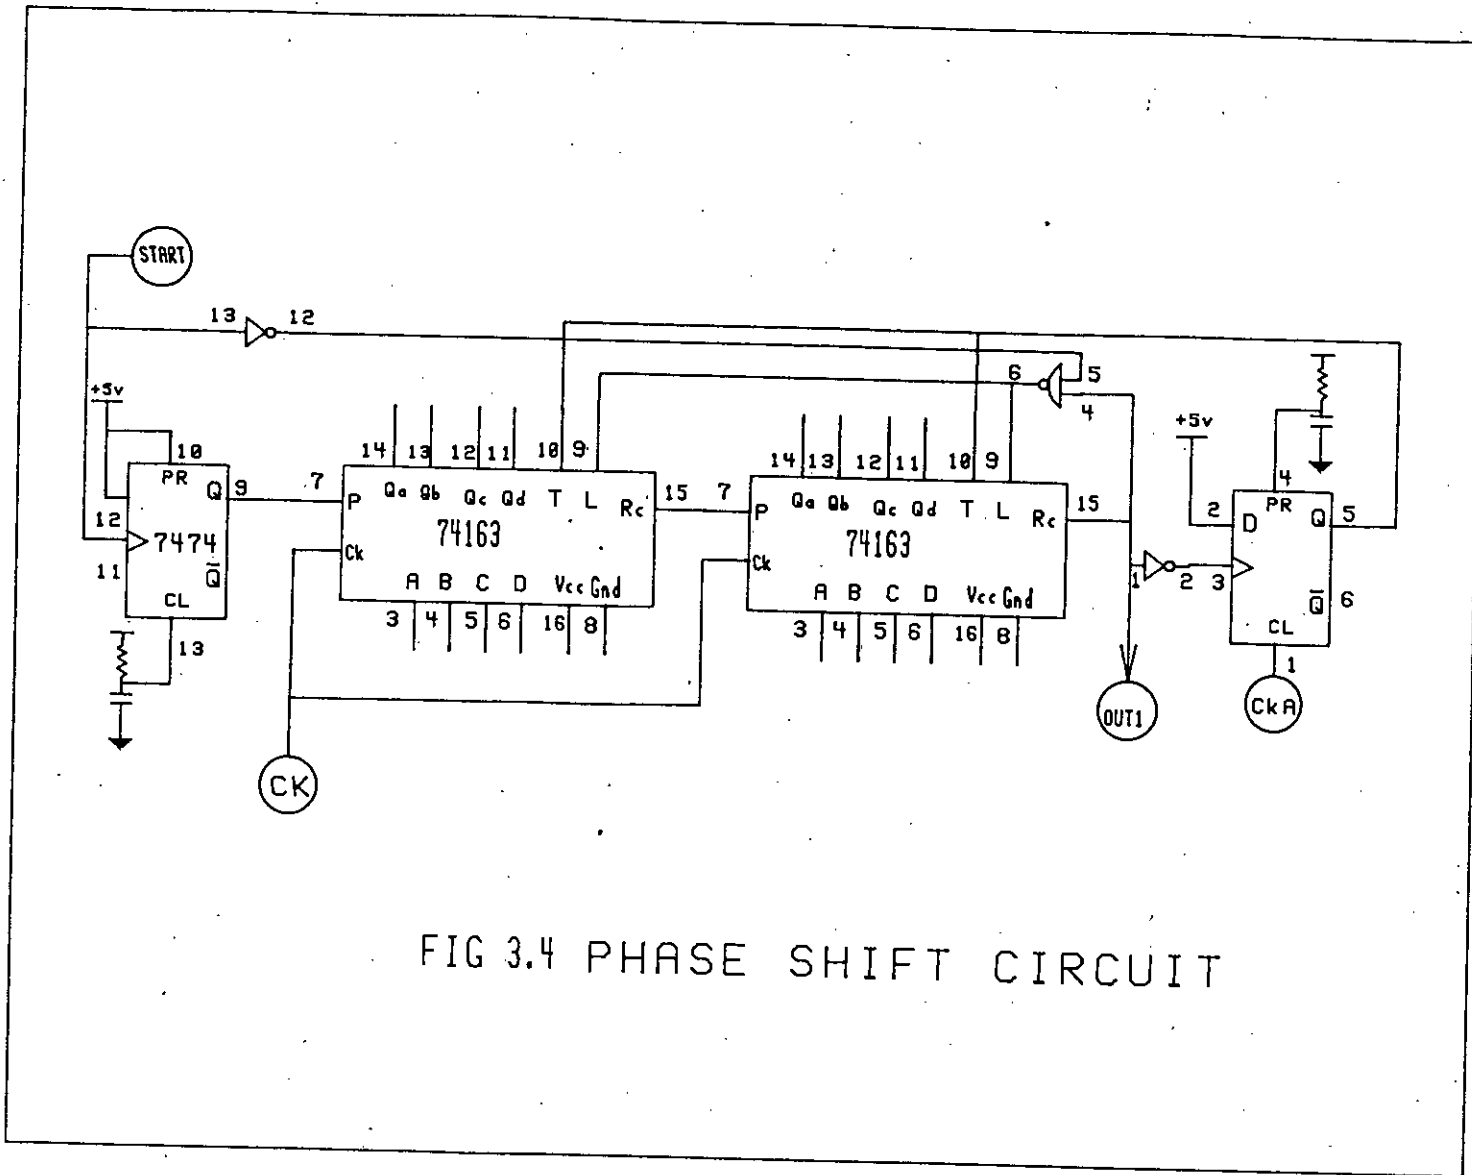 START
13 12
+5v
6 5
4
+5v
10
14 13 12 11 10 9
14 13 12 11 10 9
4
PR Q 9
7 P Qa Qb Qc Qd T L Rc 15
7 P Qa Qb Qc Qd T L Rc 15
2 D PR Q 5
12
7474
74163
74163
11
Q̅
Ck
Ck
1 2 3
Q̅ 6
CL
A B C D Vcc Gnd
A B C D Vcc Gnd
CL
3 4 5 6 16 8
3 4 5 6 16 8
13
1
CK
OUT1
CkA
FIG 3.4 PHASE SHIFT CIRCUIT